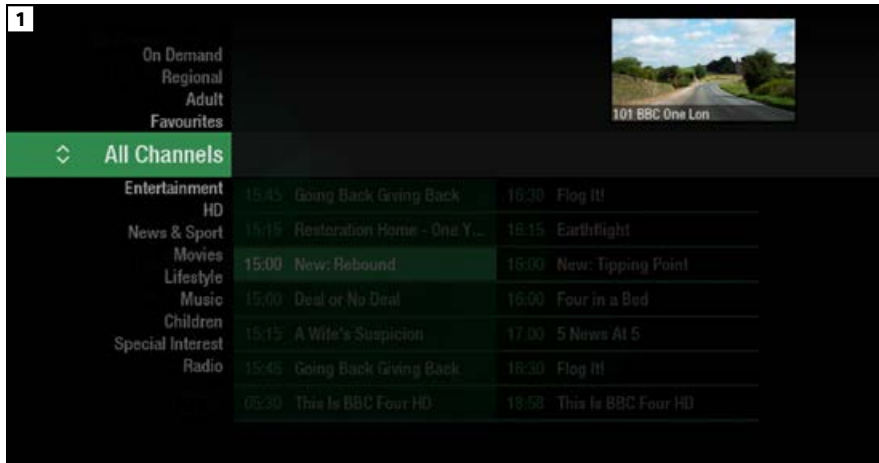 1
On Demand
Regional
Adult
Favourites
101 BBC One Lon
All Channels
Entertainment
HD
News & Sport
Movies
Lifestyle
Music
Children
Special Interest
Radio
15:45 Going Back Giving Back 16:30 Flog It!
15:15 Restoration Home - One Y... 16:15 Earthflight
15:00 New: Rebound 16:00 New: Tipping Point
15:00 Deal or No Deal 16:00 Four in a Bed
15:15 A Wife's Suspicion 17:00 5 News At 5
15:45 Going Back Giving Back 16:30 Flog It!
05:30 This Is BBC Four HD 18:58 This Is BBC Four HD